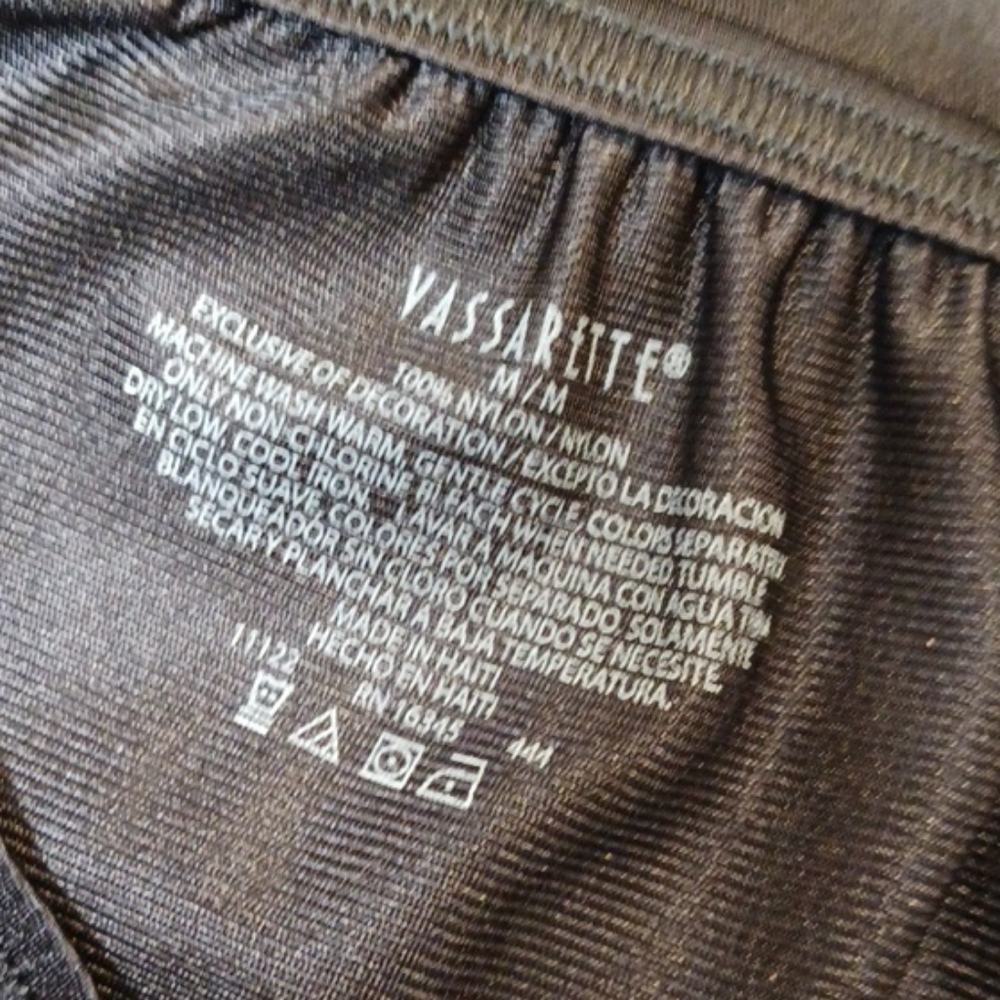 VASSARETTE®
M / M
100% NYLON / NYLON
EXCLUSIVE OF DECORATION / EXCEPTO LA DECORACION
MACHINE WASH WARM, GENTLE CYCLE, COLORS SEPARATELY
ONLY NON-CHLORINE BLEACH WHEN NEEDED TUMBLE
DRY LOW, COOL IRON. LAVAR A MAQUINA CON AGUA TIBIA
EN CICLO SUAVE, COLORES POR SEPARADO. SOLAMENTE
BLANQUEADOR SIN CLORO CUANDO SE NECESITE.
SECAR Y PLANCHAR A BAJA TEMPERATURA.
MADE IN HAITI
HECHO EN HAITI
11122 RN 16345 444